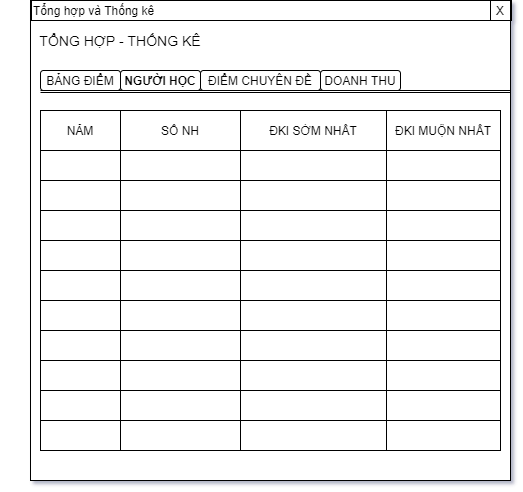 Tổng hợp và Thống kê X
TỔNG HỢP - THỐNG KÊ
BẢNG ĐIỂM NGƯỜI HỌC ĐIỂM CHUYÊN ĐỀ DOANH THU
NĂM SỐ NH ĐKI SỚM NHẤT ĐKI MUỘN NHẤT